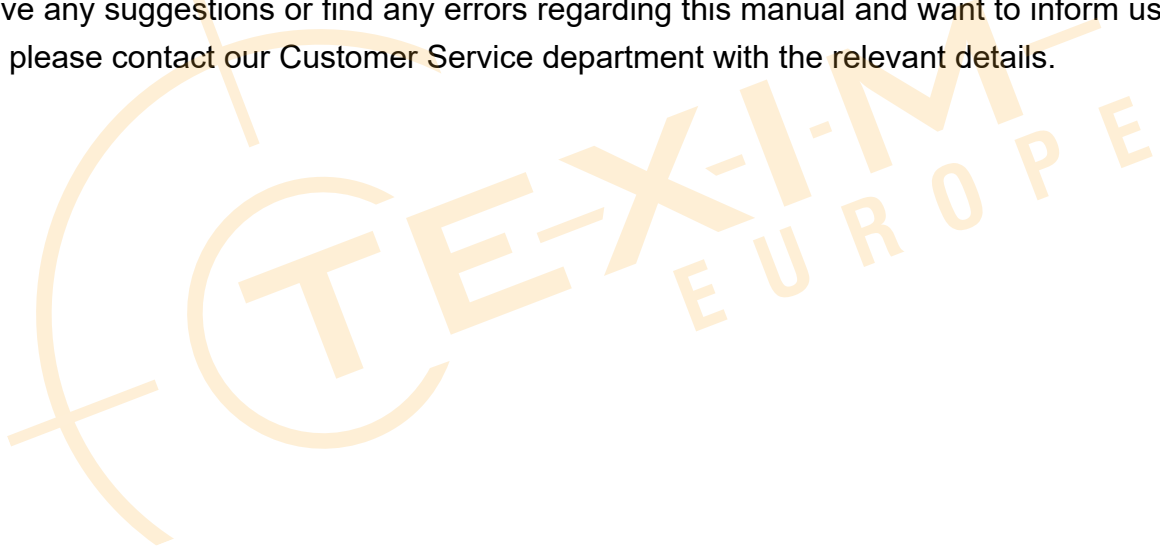 ve any suggestions or find any errors regarding this manual and want to inform us
please contact our Customer Service department with the relevant details.
TEXIM
EUROPE